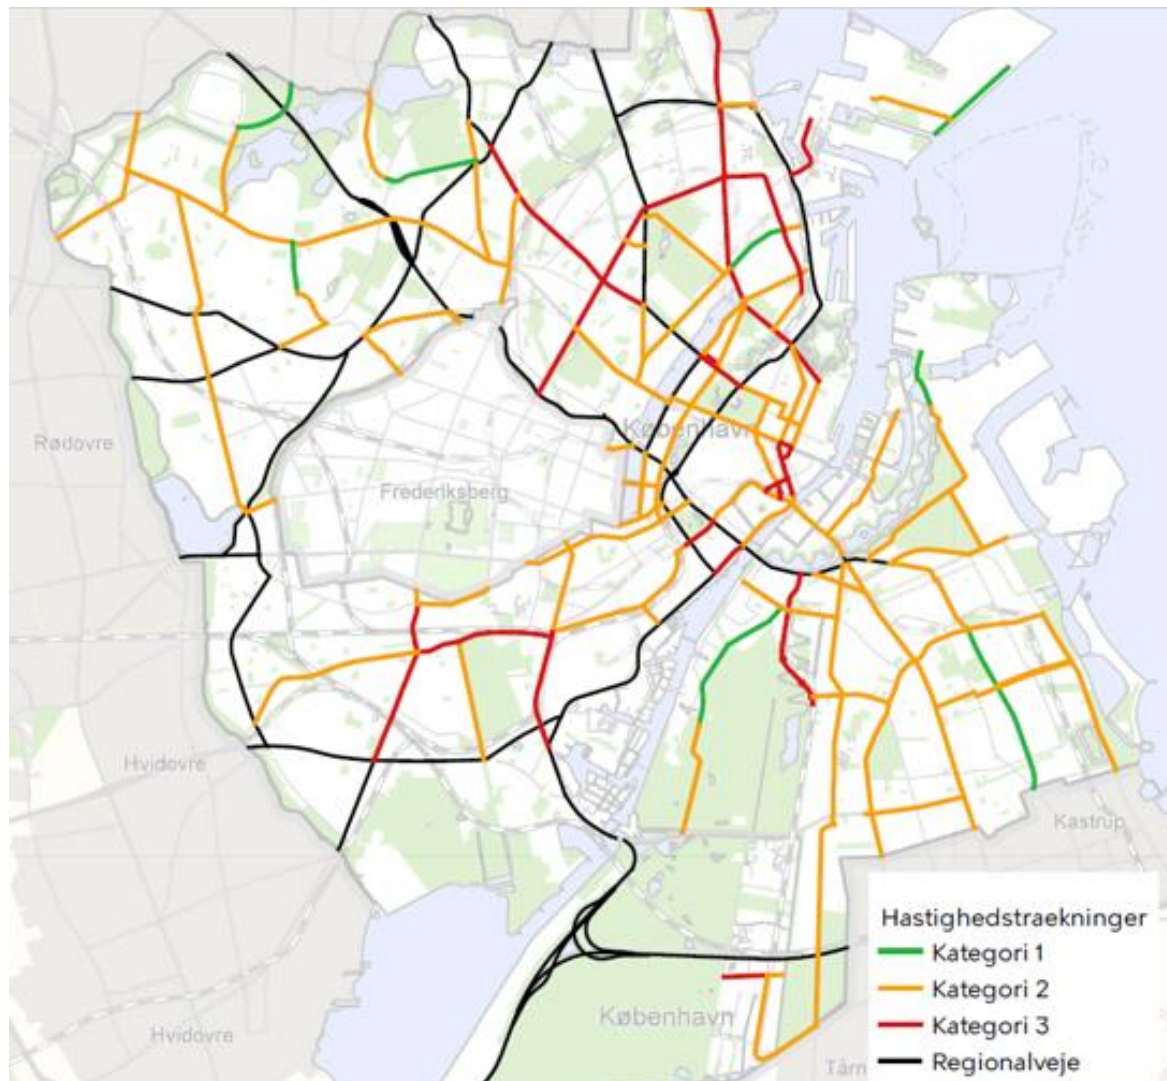 København
Rødovre
Frederiksberg
Hvidovre
Kastrup
Hastighedstraekninger
Kategori 1
Kategori 2
Kategori 3
Regionalveje
København
Hvidovre
Tårn